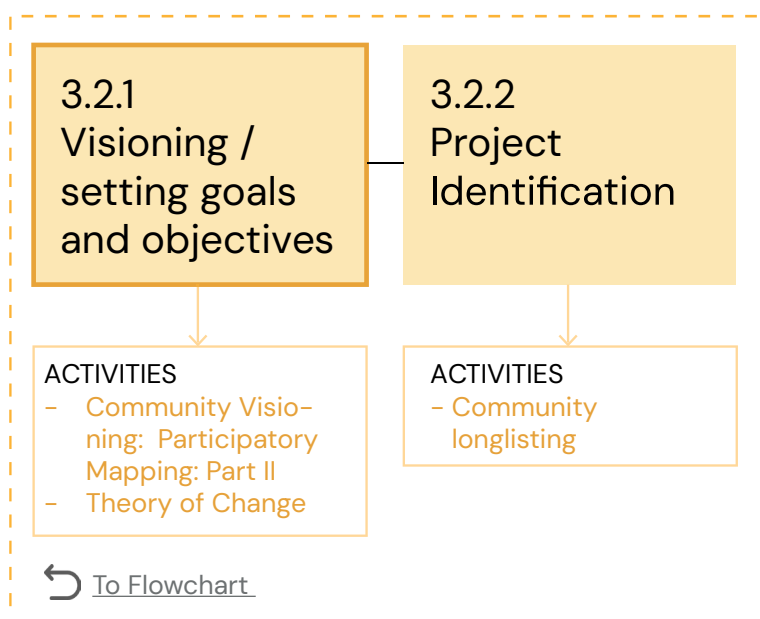 3.2.1
Visioning /
setting goals
and objectives
3.2.2
Project
Identification
ACTIVITIES
- Community Visio-
ning: Participatory
Mapping: Part II
- Theory of Change
ACTIVITIES
- Community
longlisting
To Flowchart